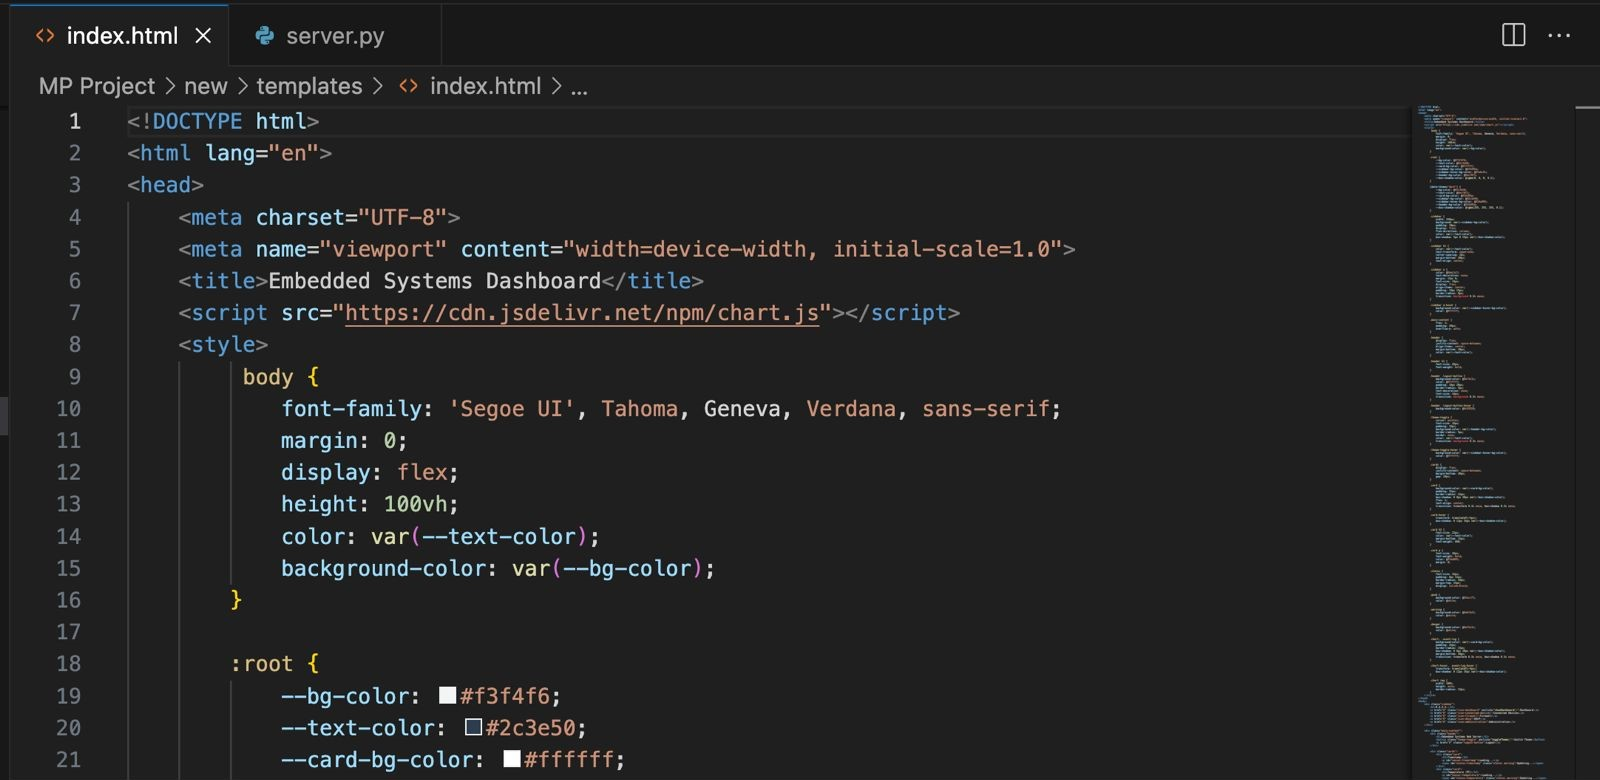 index.html
server.py
MP Project > new > templates > index.html > ...
1 <!DOCTYPE html>
2 <html lang="en">
3 <head>
4 <meta charset="UTF-8">
5 <meta name="viewport" content="width=device-width, initial-scale=1.0">
6 <title>Embedded Systems Dashboard</title>
7 <script src="https://cdn.jsdelivr.net/npm/chart.js"></script>
8 <style>
9 body {
10 font-family: 'Segoe UI', Tahoma, Geneva, Verdana, sans-serif;
11 margin: 0;
12 display: flex;
13 height: 100vh;
14 color: var(--text-color);
15 background-color: var(--bg-color);
16 }
17
18 :root {
19 --bg-color: #f3f4f6;
20 --text-color: #2c3e50;
21 --card-bg-color: #ffffff;